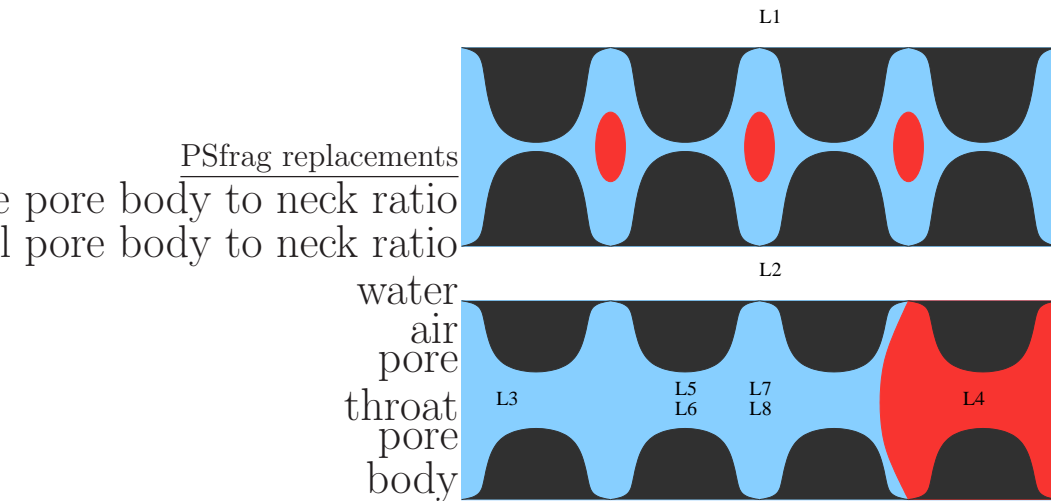 L1
PSfrag replacements
pore body to neck ratio
pore body to neck ratio
L2
water
air
pore
throat
pore
body
L3
L5
L6
L7
L8
L4